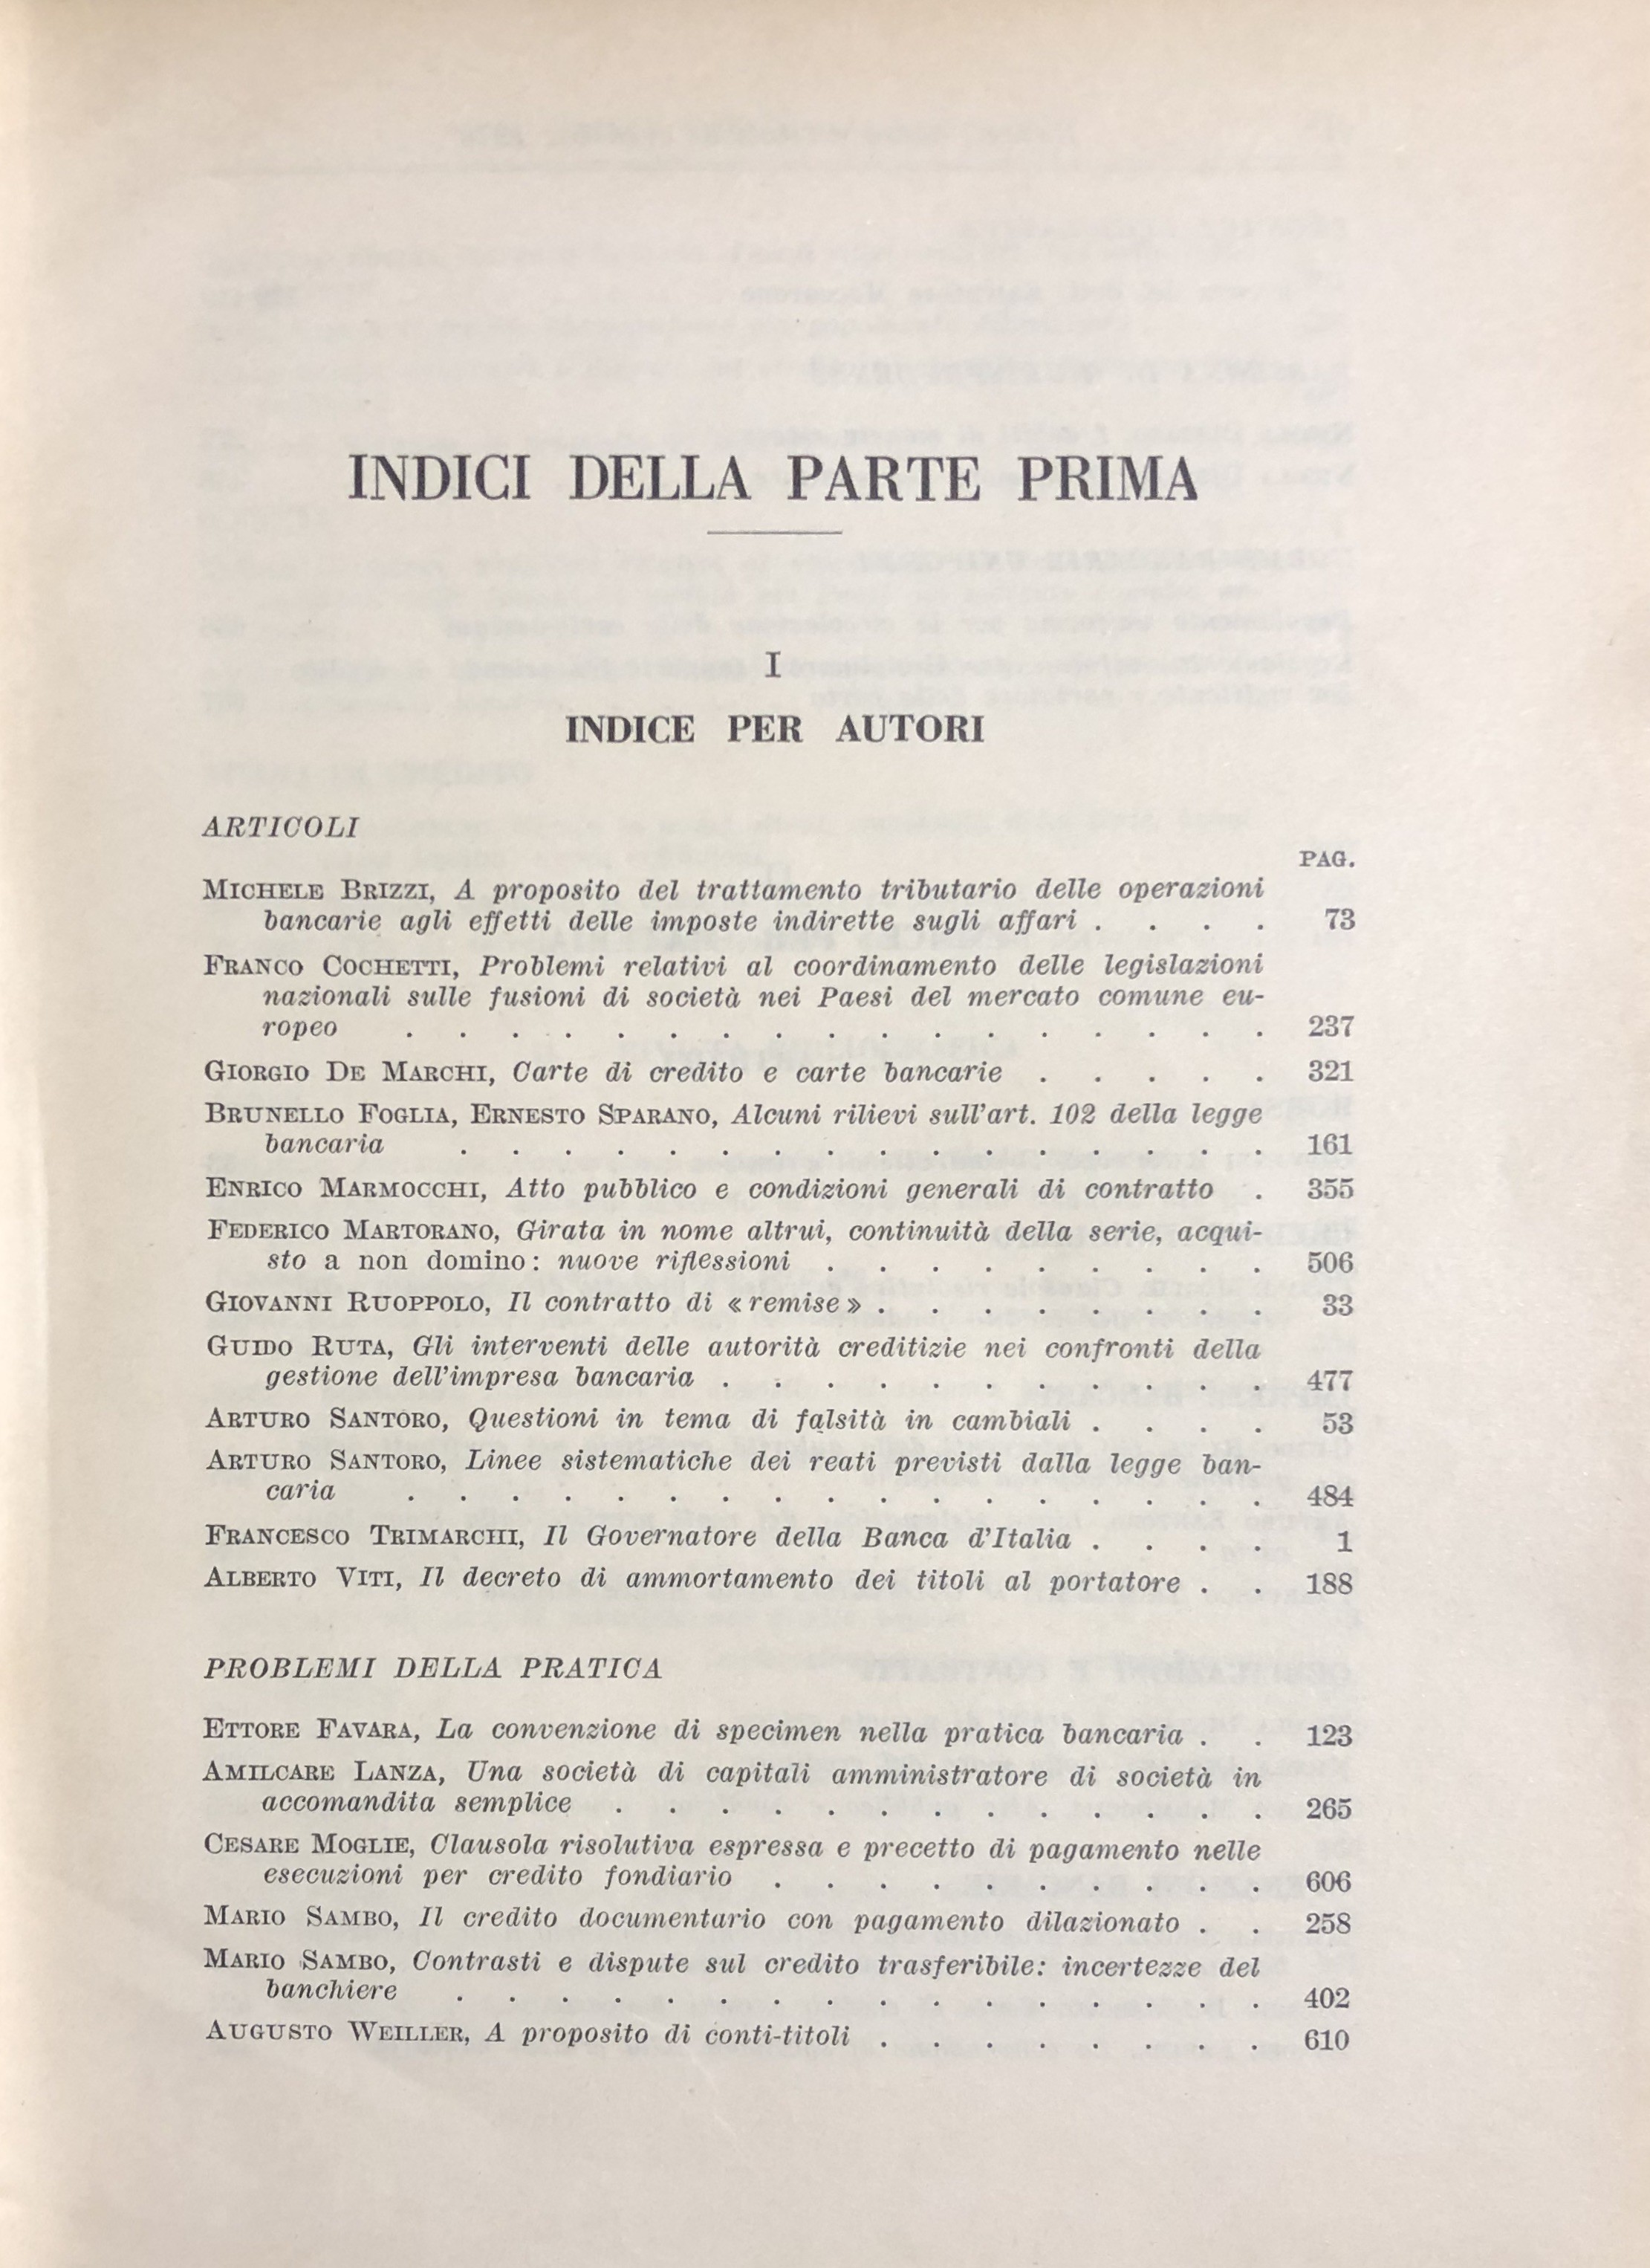 INDICI DELLA PARTE PRIMA
I
INDICE PER AUTORI
ARTICOLI
PAG.
MICHELE BRIZZI, A proposito del trattamento tributario delle operazioni
bancarie agli effetti delle imposte indirette sugli affari . . . . 73
FRANCO COCHETTI, Problemi relativi al coordinamento delle legislazioni
nazionali sulle fusioni di società nei Paesi del mercato comune eu-
ropeo . . . . . . . . . . . . . . . . . 237
GIORGIO DE MARCHI, Carte di credito e carte bancarie . . . . . 321
BRUNELLO FOGLIA, ERNESTO SPARANO, Alcuni rilievi sull'art. 102 della legge
bancaria . . . . . . . . . . . . . . . . 161
ENRICO MARMOCCHI, Atto pubblico e condizioni generali di contratto . 355
FEDERICO MARTORANO, Girata in nome altrui, continuità della serie, acqui-
sto a non domino: nuove riflessioni . . . . . . . . . 506
GIOVANNI RUOPPOLO, Il contratto di « remise » . . . . . . . . 33
GUIDO RUTA, Gli interventi delle autorità creditizie nei confronti della
gestione dell'impresa bancaria . . . . . . . . . . . 477
ARTURO SANTORO, Questioni in tema di falsità in cambiali . . . . 53
ARTURO SANTORO, Linee sistematiche dei reati previsti dalla legge ban-
caria . . . . . . . . . . . . . . . . . 484
FRANCESCO TRIMARCHI, Il Governatore della Banca d'Italia . . . . 1
ALBERTO VITI, Il decreto di ammortamento dei titoli al portatore . . 188
PROBLEMI DELLA PRATICA
ETTORE FAVARA, La convenzione di specimen nella pratica bancaria . . 123
AMILCARE LANZA, Una società di capitali amministratore di società in
accomandita semplice . . . . . . . . . . . . . 265
CESARE MOGLIE, Clausola risolutiva espressa e precetto di pagamento nelle
esecuzioni per credito fondiario . . . . . . . . . . 606
MARIO SAMBO, Il credito documentario con pagamento dilazionato . . 258
MARIO SAMBO, Contrasti e dispute sul credito trasferibile: incertezze del
banchiere . . . . . . . . . . . . . . . . 402
AUGUSTO WEILLER, A proposito di conti-titoli . . . . . . . . 610